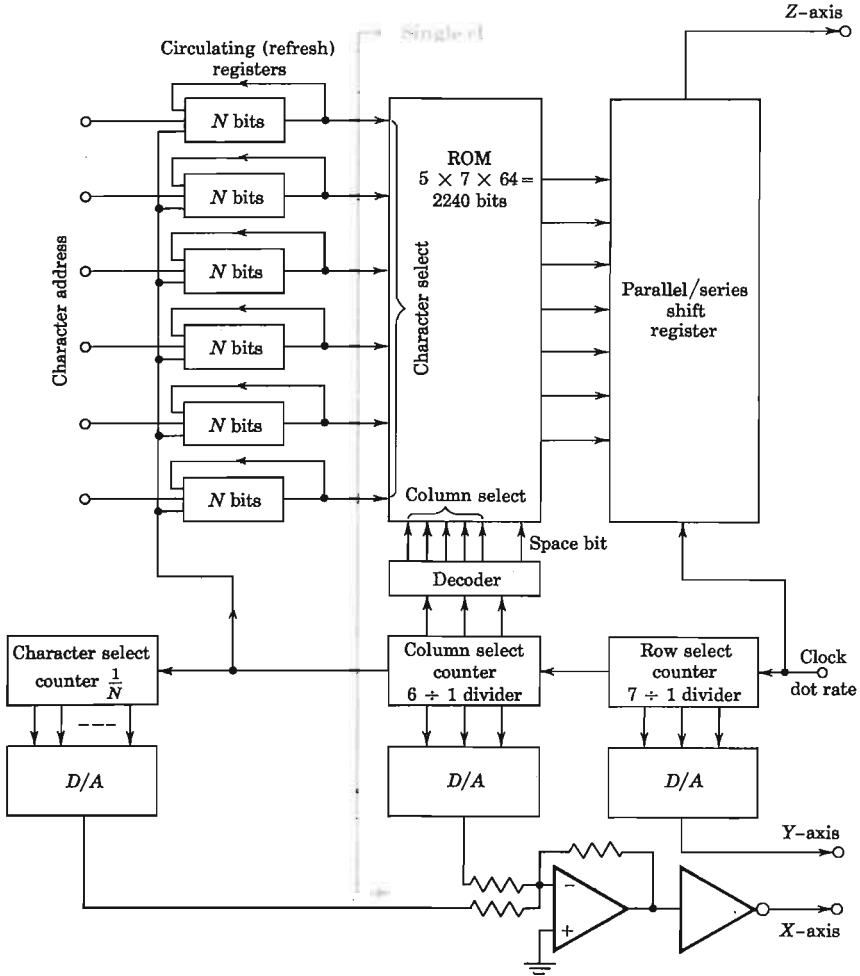 Z-axis
Single cl
Circulating (refresh)
registers
N bits
N bits
N bits
N bits
N bits
N bits
Character address
ROM
5 × 7 × 64 =
2240 bits
Character select
Parallel/series
shift
register
Column select
Space bit
Decoder
Character select
counter 1/N
Column select
counter
6 ÷ 1 divider
Row select
counter
7 ÷ 1 divider
Clock
dot rate
D/A
D/A
D/A
Y-axis
−
+
X-axis